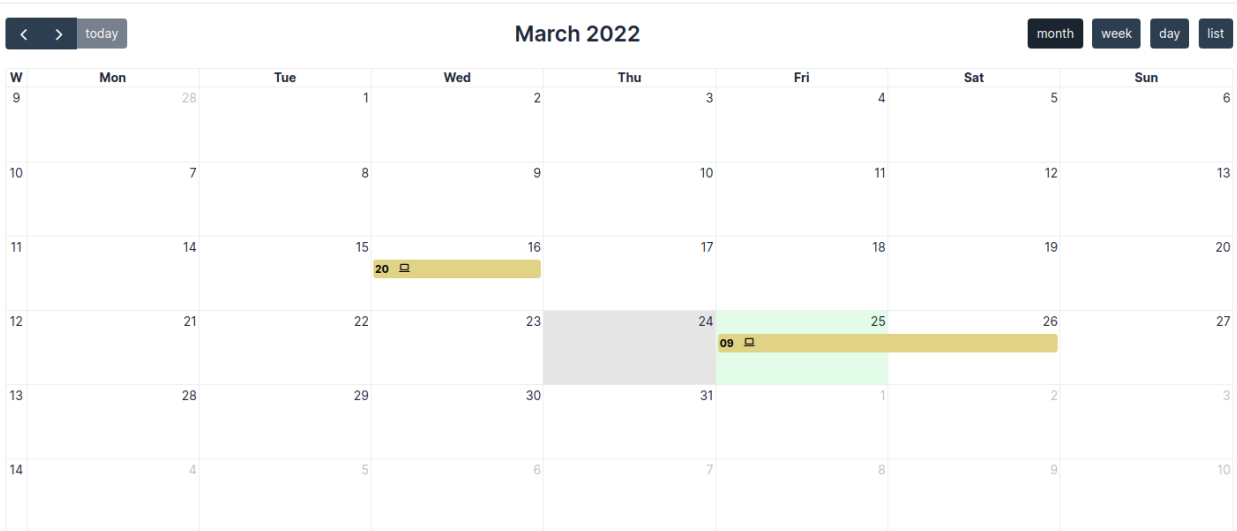 today March 2022 month week day list
W Mon Tue Wed Thu Fri Sat Sun
9 28 1 2 3 4 5 6
10 7 8 9 10 11 12 13
11 14 15 16 17 18 19 20
20
12 21 22 23 24 25 26 27
09
13 28 29 30 31 1 2 3
14 4 5 6 7 8 9 10